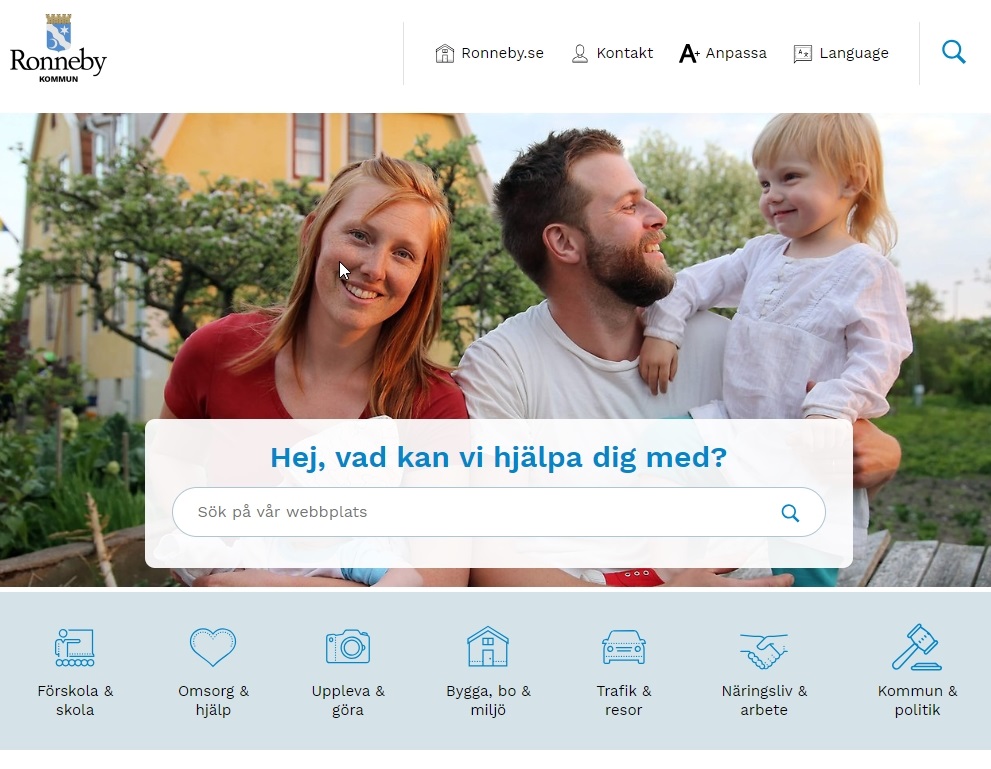 Ronneby
KOMMUN
Ronneby.se
Kontakt
A+ Anpassa
Language
Hej, vad kan vi hjälpa dig med?
Sök på vår webbplats
Förskola &
skola
Omsorg &
hjälp
Uppleva &
göra
Bygga, bo &
miljö
Trafik &
resor
Näringsliv &
arbete
Kommun &
politik